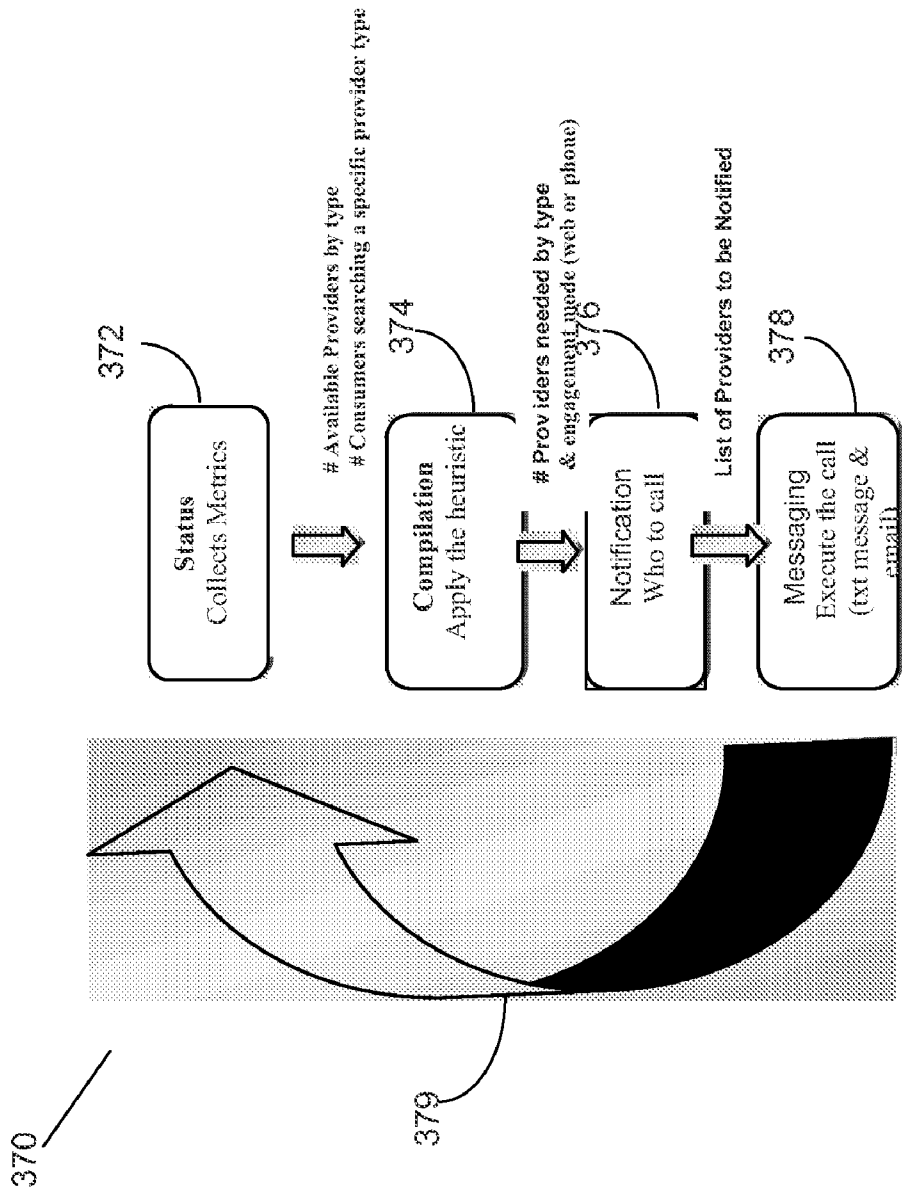 370
372
Status
Collects Metrics
# Available Providers by type
# Consumers searching a specific provider type
374
Compilation
Apply the heuristic
# Providers needed by type
& engagement mode (web or phone)
376
Notification
Who to call
List of Providers to be Notified
378
Messaging
Execute the call
(txt message &
email)
379